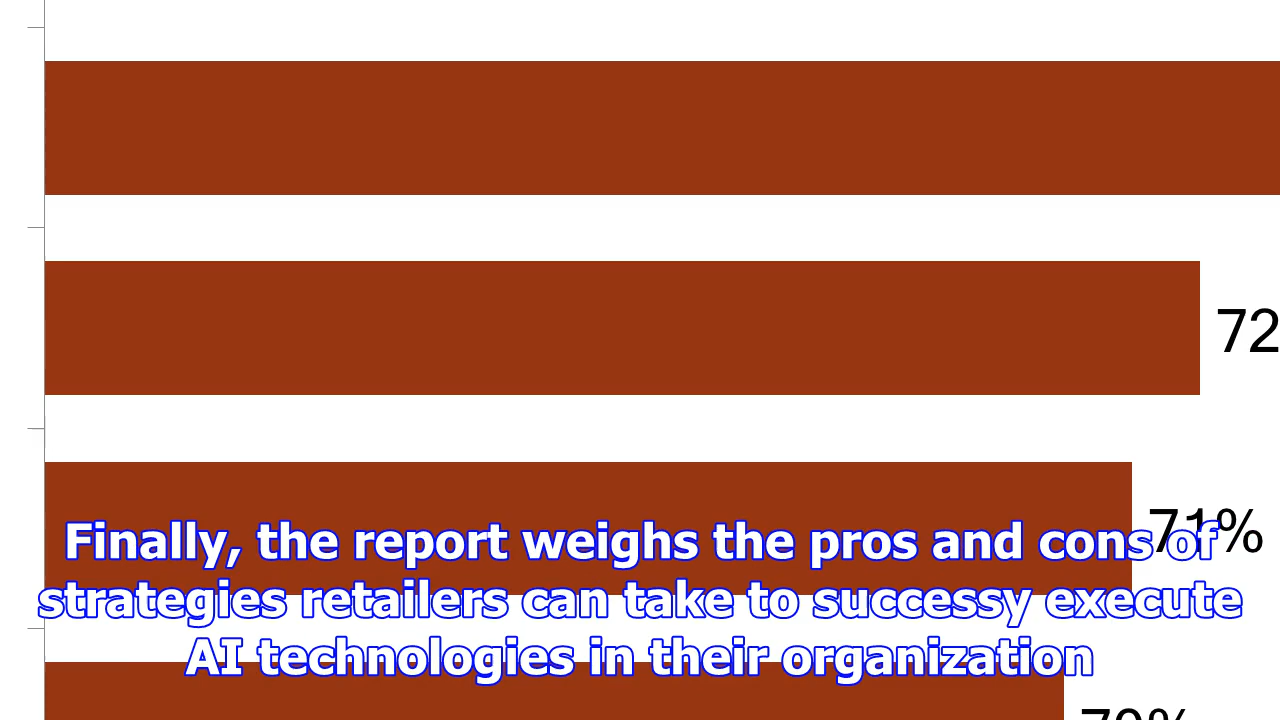 72
71%
Finally, the report weighs the pros and cons of
strategies retailers can take to successy execute
AI technologies in their organization